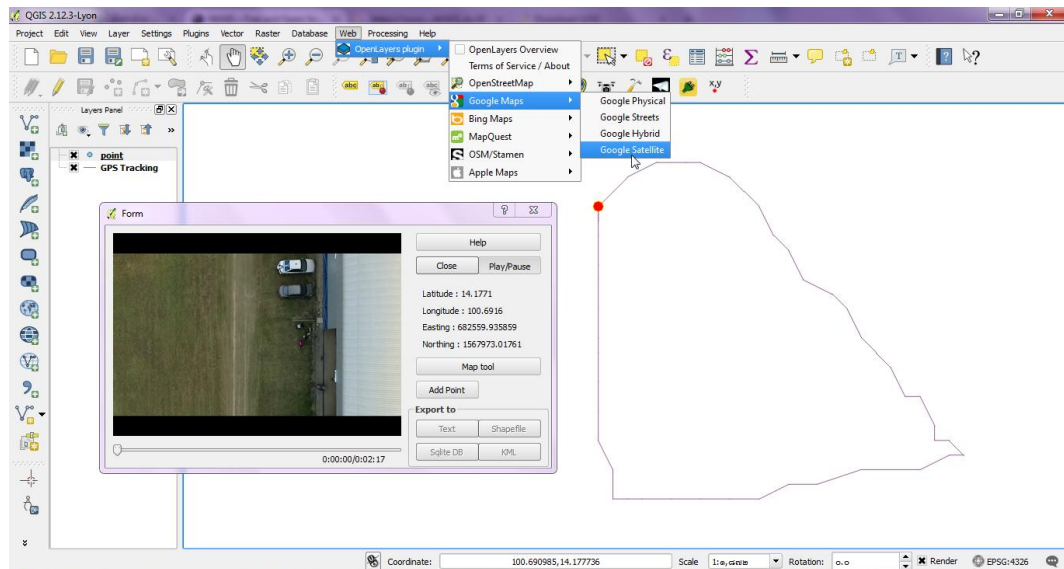 QGIS 2.12.3-Lyon
Project Edit View Layer Settings Plugins Vector Raster Database Web Processing Help
OpenLayers plugin
OpenLayers Overview
Terms of Service / About
OpenStreetMap
Google Maps
Bing Maps
MapQuest
OSM/Stamen
Apple Maps
Google Physical
Google Streets
Google Hybrid
Google Satellite
abc
x,y
Layers Panel
point
GPS Tracking
Form
Help
Close Play/Pause
Latitude : 14.1771
Longitude : 100.6916
Easting : 682559.935859
Northing : 1567973.01761
Map tool
Add Point
Export to
Text Shapefile
Sqlite DB KML
0:00:00/0:02:17
Coordinate: 100.690985,14.177736 Scale Rotation: Render EPSG:4326